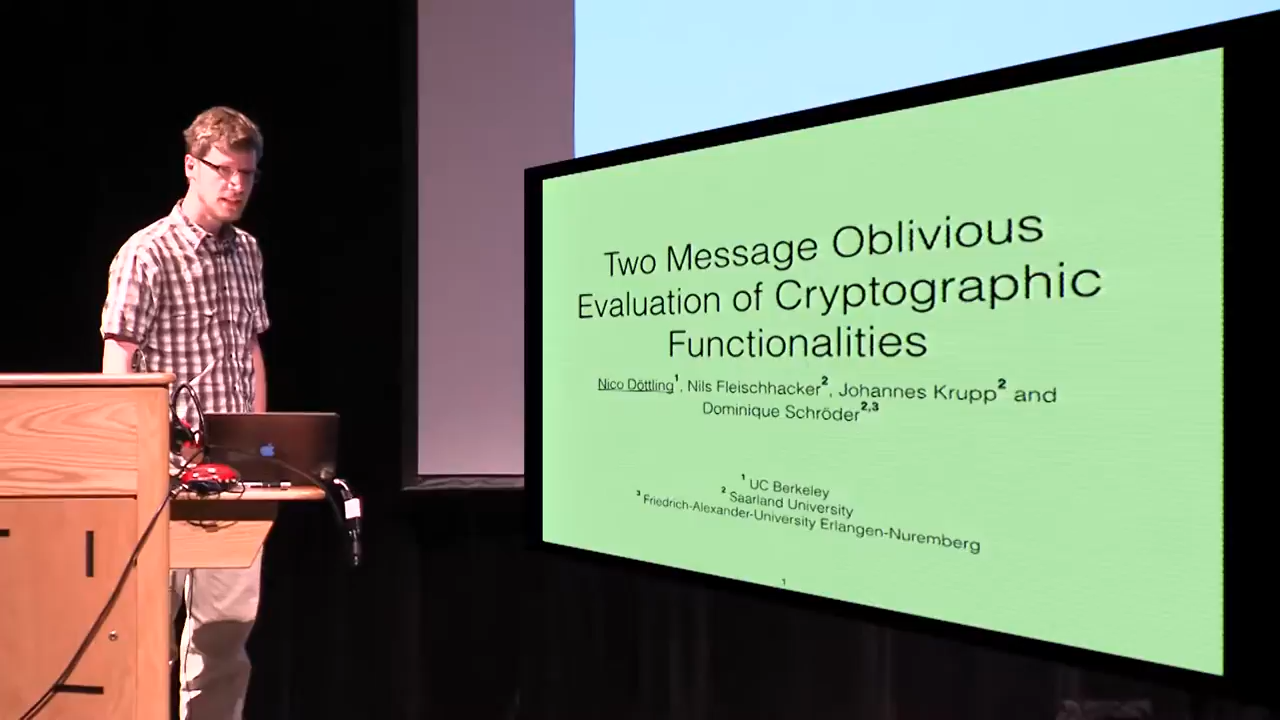 Two Message Oblivious
Evaluation of Cryptographic
Functionalities
Nico Döttling¹, Nils Fleischhacker², Johannes Krupp² and
Dominique Schröder²,³
¹ UC Berkeley
² Saarland University
³ Friedrich-Alexander-University Erlangen-Nuremberg
1